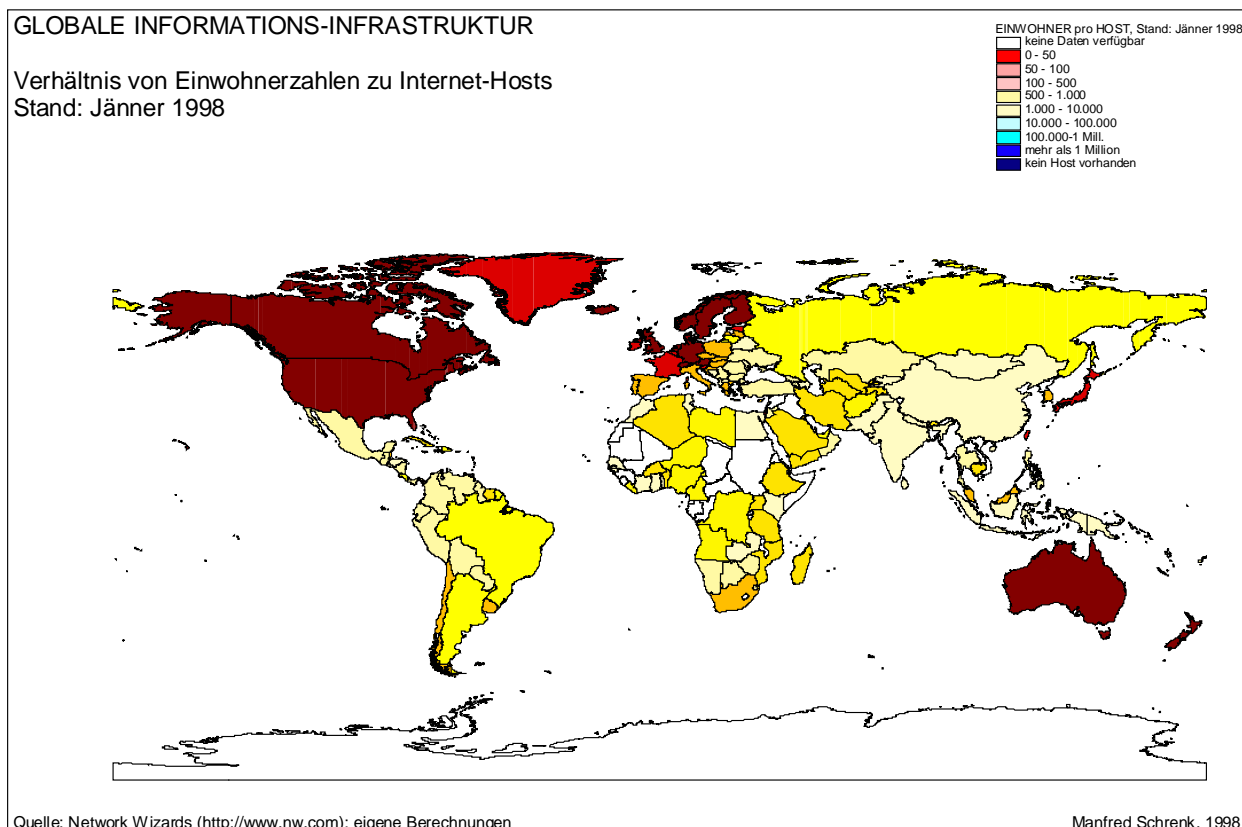 GLOBALE INFORMATIONS-INFRASTRUKTUR
Verhältnis von Einwohnerzahlen zu Internet-Hosts
Stand: Jänner 1998
EINWOHNER pro HOST, Stand: Jänner 1998
keine Daten verfügbar
0 - 50
50 - 100
100 - 500
500 - 1.000
1.000 - 10.000
10.000 - 100.000
100.000-1 Mill.
mehr als 1 Million
kein Host vorhanden
Quelle: Network Wizards (http://www.nw.com); eigene Berechnungen
Manfred Schrenk, 1998